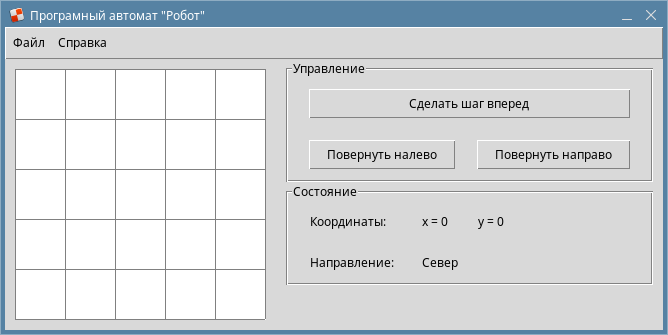 Програмный автомат "Робот"
Файл Справка
Управление
Сделать шаг вперед
Повернуть налево Повернуть направо
Состояние
Координаты: x = 0 y = 0
Направление: Север